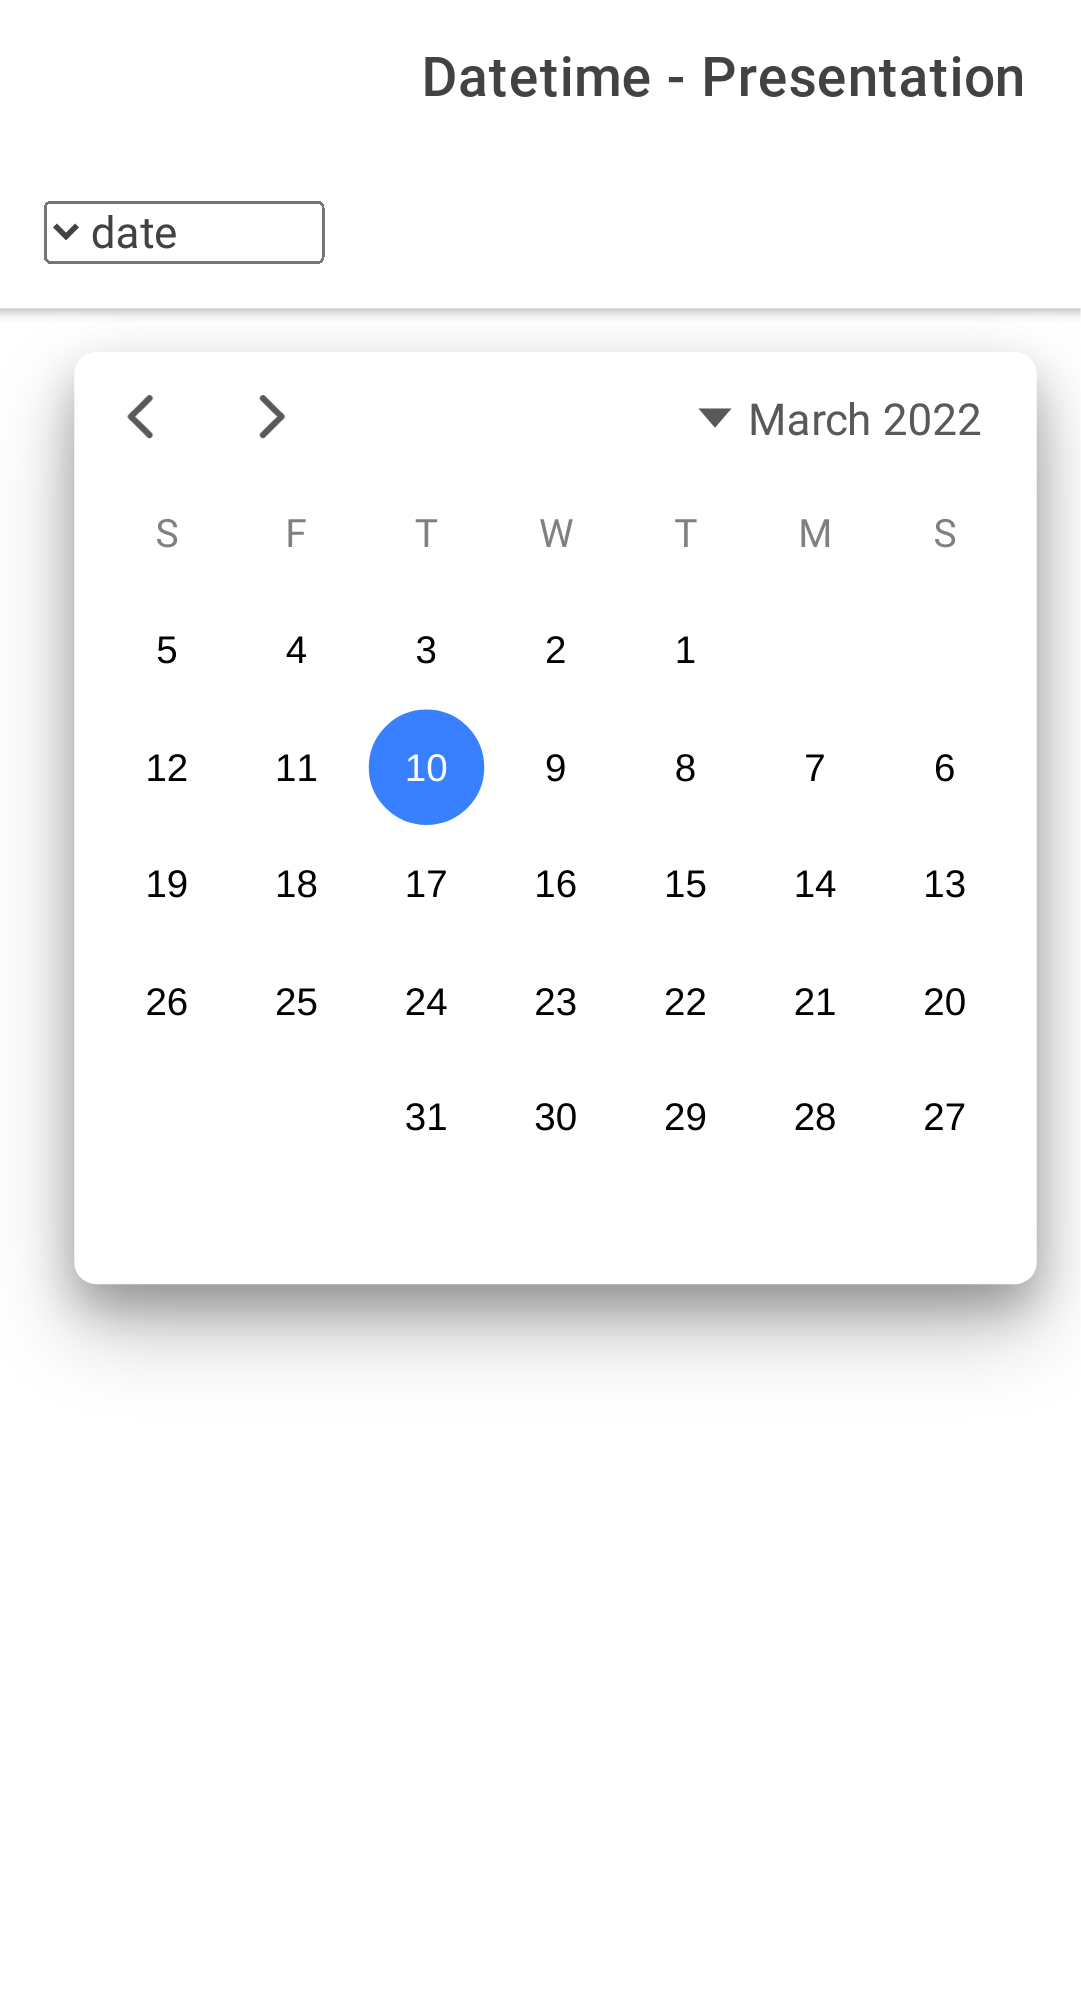 Datetime - Presentation
date
March 2022
S F T W T M S
5 4 3 2 1
12 11 10 9 8 7 6
19 18 17 16 15 14 13
26 25 24 23 22 21 20
31 30 29 28 27